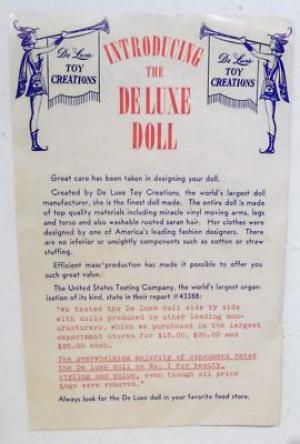 De Luxe
TOY
CREATIONS
De Luxe
TOY
CREATIONS
INTRODUCING
THE
DE LUXE
DOLL
Great care has been taken in designing your doll.
Created by De Luxe Toy Creations, the world's largest doll
manufacturer, she is the finest doll made. The entire doll is made
of top quality materials including miracle vinyl moving arms, legs
and torso and also washable rooted saran hair. Her clothes were
designed by one of America's leading fashion designers. There
are no inferior or unsightly components such as cotton or straw
stuffing.
Efficient mass production has made it possible to offer you
such great value.
The United States Testing Company, the world's largest organ-
ization of its kind, state in their report #43388:
"We tested the De Luxe doll side by side
with dolls produced by other leading man-
ufacturers, which we purchased in the largest
department stores for $15.00, $20.00 and
$25.00 each.
The overwhelming majority of consumers rated
the De Luxe doll as No. 1 for beauty,
styling and value, even though all price
tags were removed."
Always look for the De Luxe doll in your favorite food store.